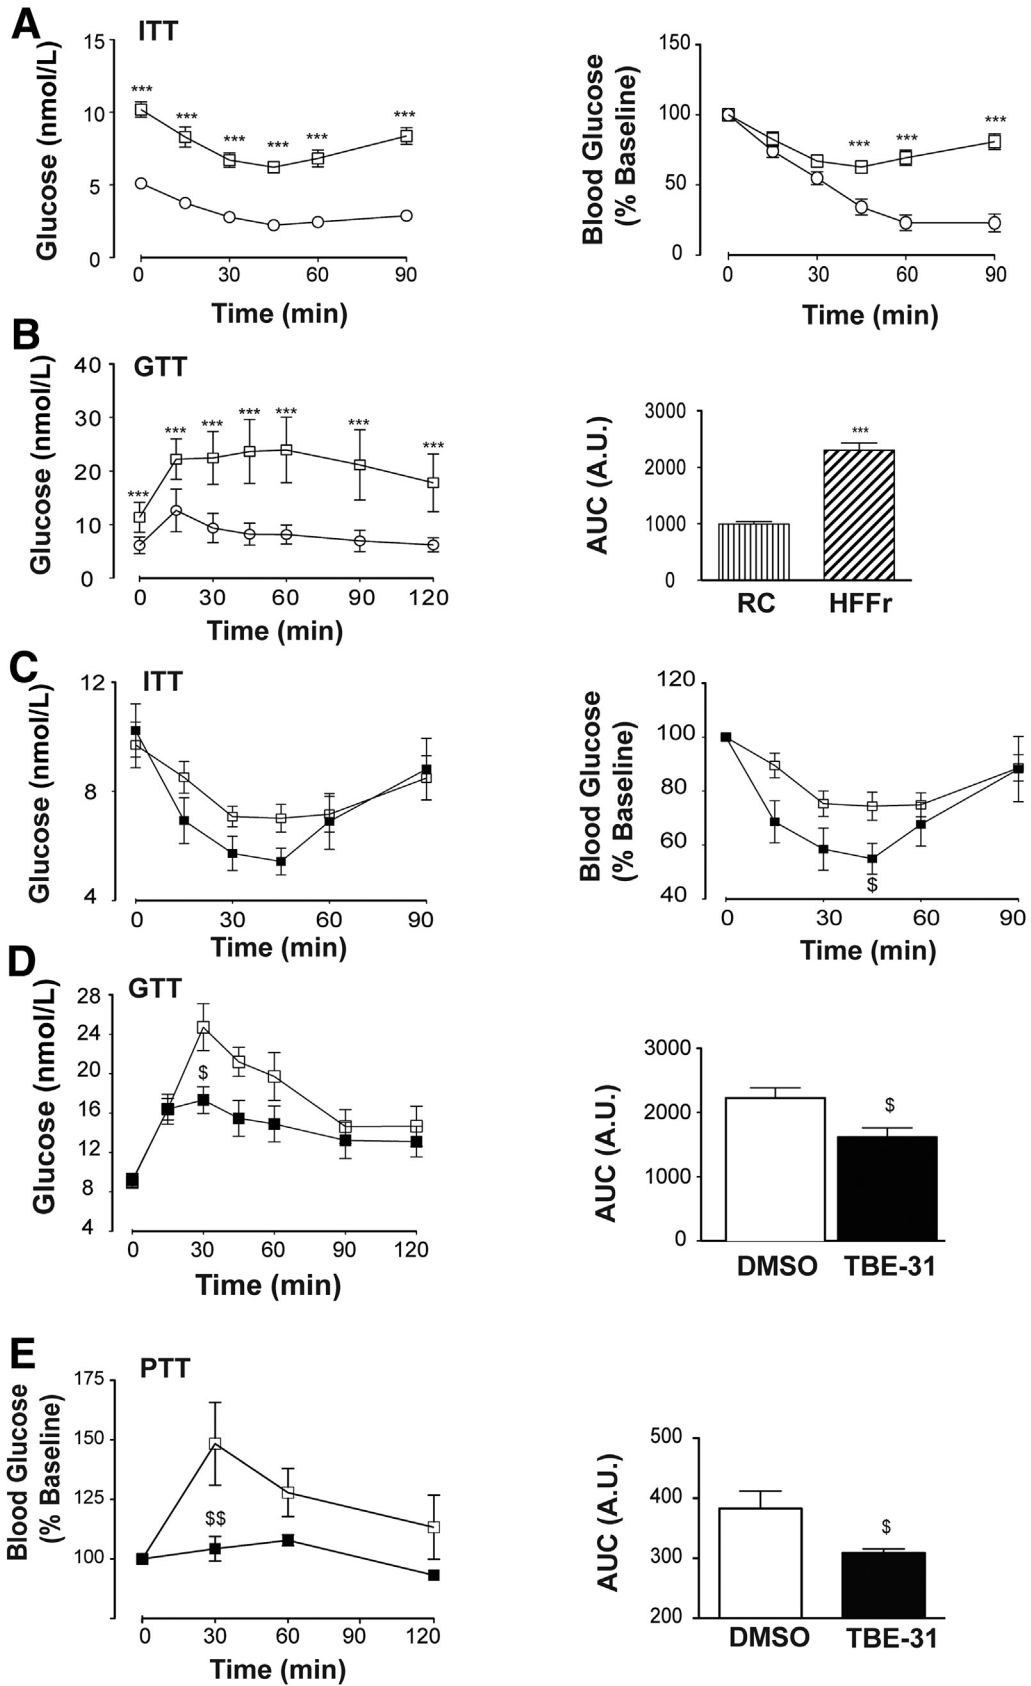 A
ITT
Glucose (nmol/L)
15
10
5
0
***
***
***
***
***
***
0
30
60
90
Time (min)
Blood Glucose
(% Baseline)
150
100
50
0
***
***
***
0
30
60
90
Time (min)
B
GTT
Glucose (nmol/L)
40
30
20
10
0
***
***
***
***
***
***
***
0
30
60
90
120
Time (min)
AUC (A.U.)
3000
2000
1000
0
***
RC
HFFr
C
ITT
Glucose (nmol/L)
12
8
4
0
30
60
90
Time (min)
Blood Glucose
(% Baseline)
120
100
80
60
40
$
0
30
60
90
Time (min)
D
GTT
Glucose (nmol/L)
28
24
20
16
12
8
4
$
0
30
60
90
120
Time (min)
AUC (A.U.)
3000
2000
1000
0
$
DMSO
TBE-31
E
PTT
Blood Glucose
(% Baseline)
175
150
125
100
$$
0
30
60
90
120
Time (min)
AUC (A.U.)
500
400
300
200
$
DMSO
TBE-31